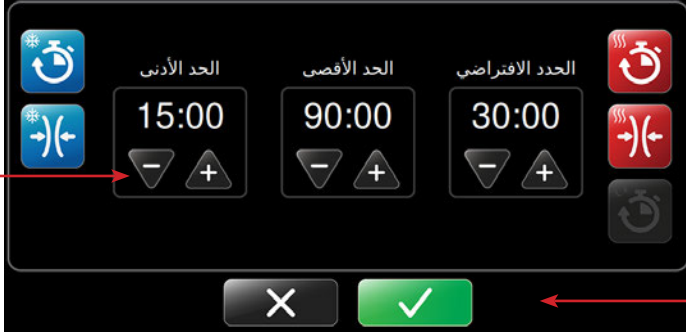 الحدد الافتراضي
30:00
الحد الأقصى
90:00
الحد الأدنى
15:00